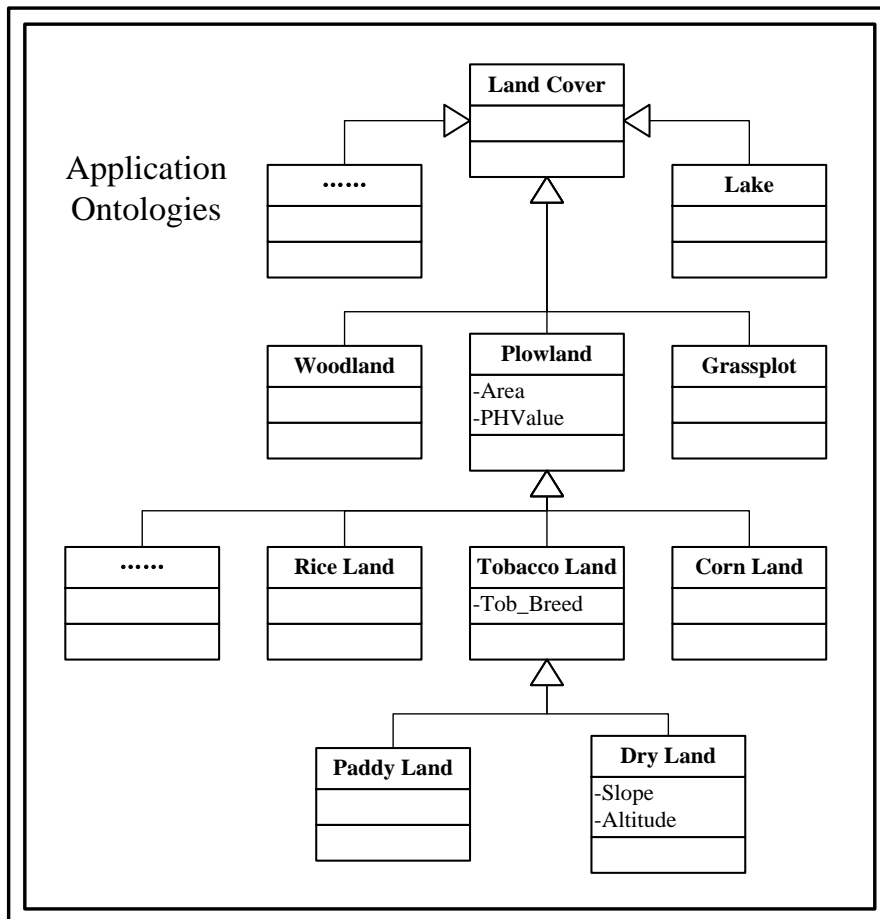 Land Cover
Application
Ontologies
......
Lake
Woodland
Plowland
-Area
-PHValue
Grassplot
......
Rice Land
Tobacco Land
-Tob_Breed
Corn Land
Paddy Land
Dry Land
-Slope
-Altitude